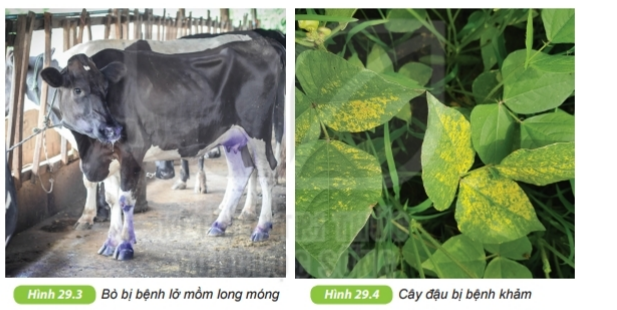 Hình 29.3 Bò bị bệnh lở mồm long móng
Hình 29.4 Cây đậu bị bệnh khảm